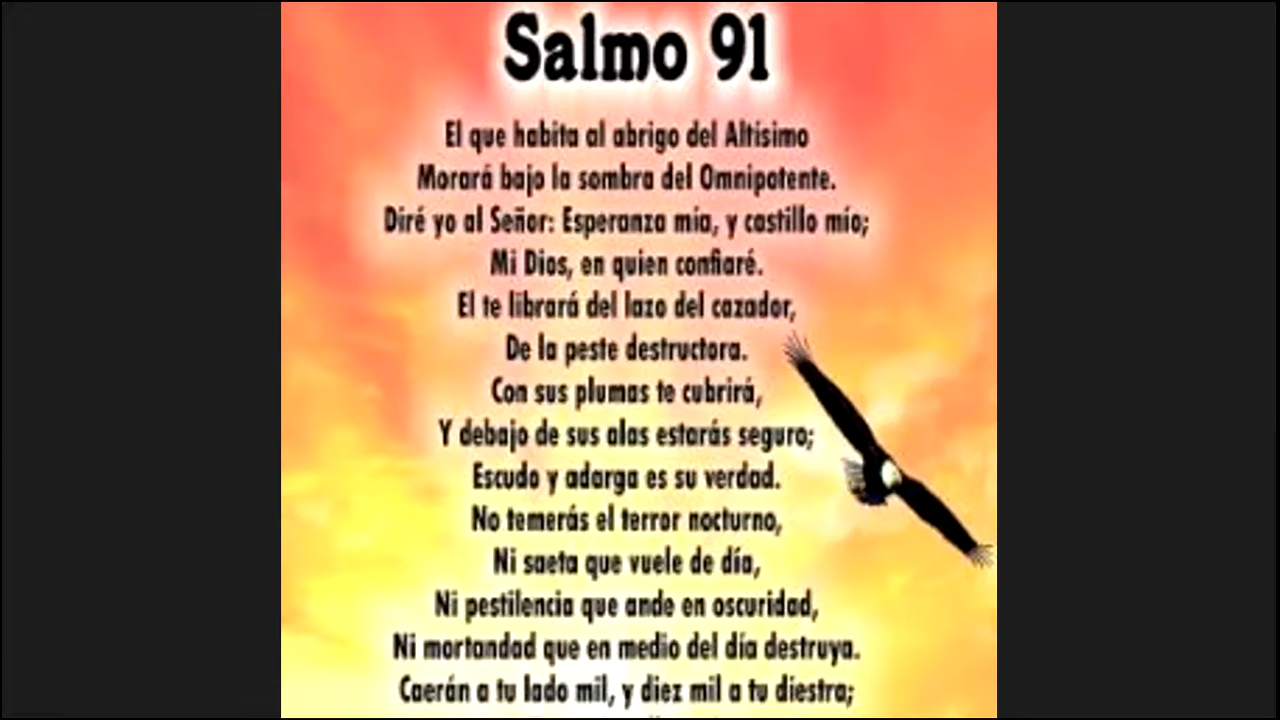 Salmo 91
El que habita al abrigo del Altísimo
Morará bajo la sombra del Omnipotente.
Diré yo al Señor: Esperanza mía, y castillo mío;
Mi Dios, en quien confiaré.
El te librará del lazo del cazador,
De la peste destructora.
Con sus plumas te cubrirá,
Y debajo de sus alas estarás seguro;
Escudo y adarga es su verdad.
No temerás el terror nocturno,
Ni saeta que vuele de día,
Ni pestilencia que ande en oscuridad,
Ni mortandad que en medio del día destruya.
Caerán a tu lado mil, y diez mil a tu diestra;